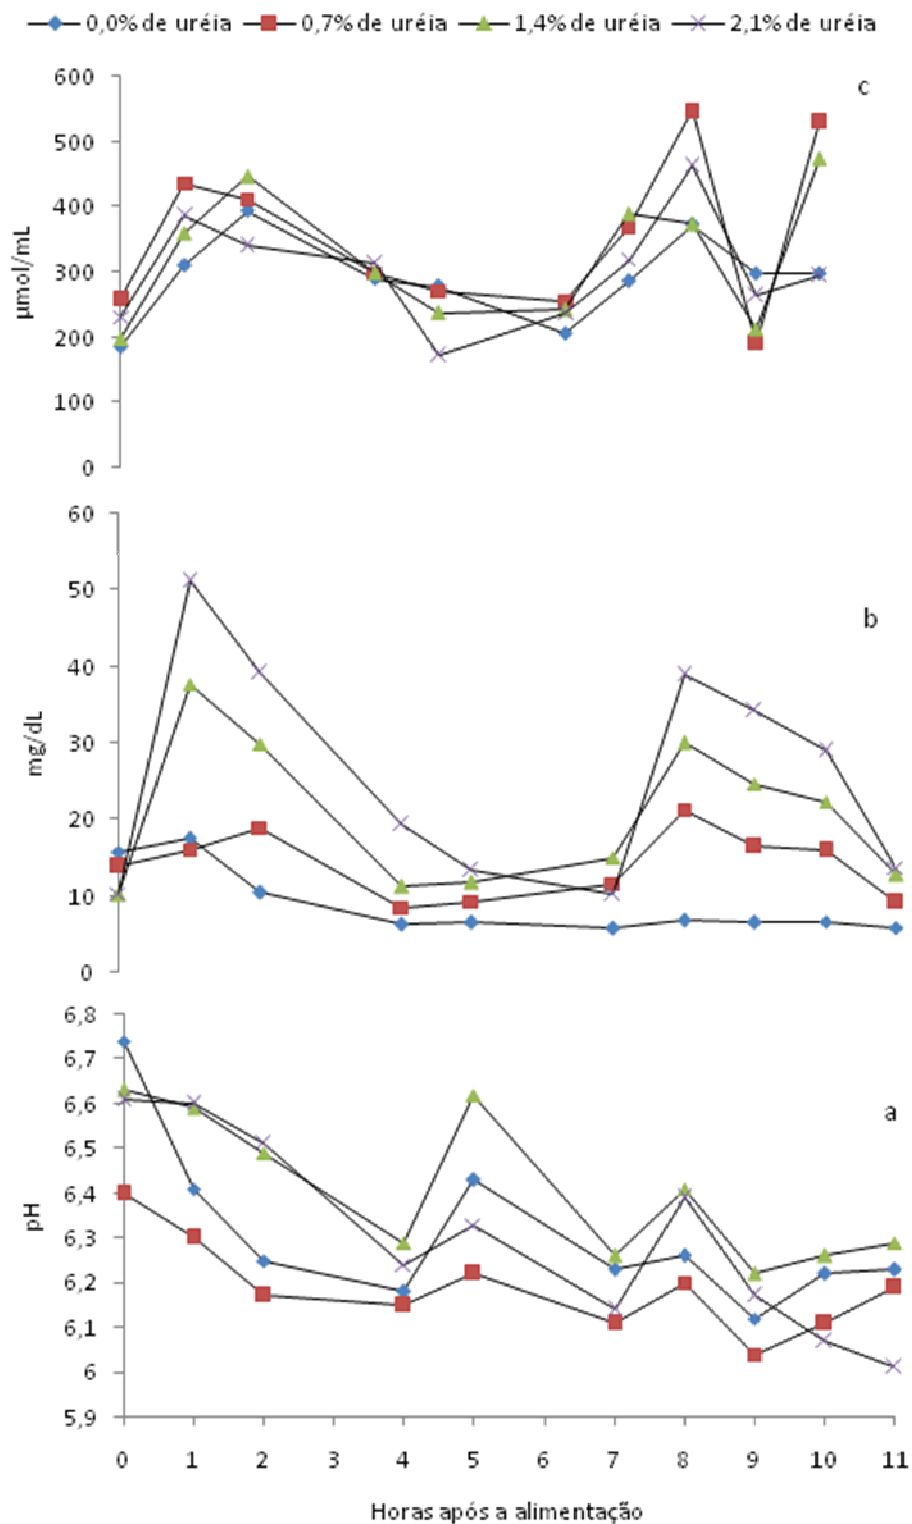 0,0% de uréia 0,7% de uréia 1,4% de uréia 2,1% de uréia
c
600
500
400
300
200
100
0
µmol/mL
b
60
50
40
30
20
10
0
mg/dL
a
6,8
6,7
6,6
6,5
6,4
6,3
6,2
6,1
6
5,9
pH
0 1 2 3 4 5 6 7 8 9 10 11
Horas após a alimentação